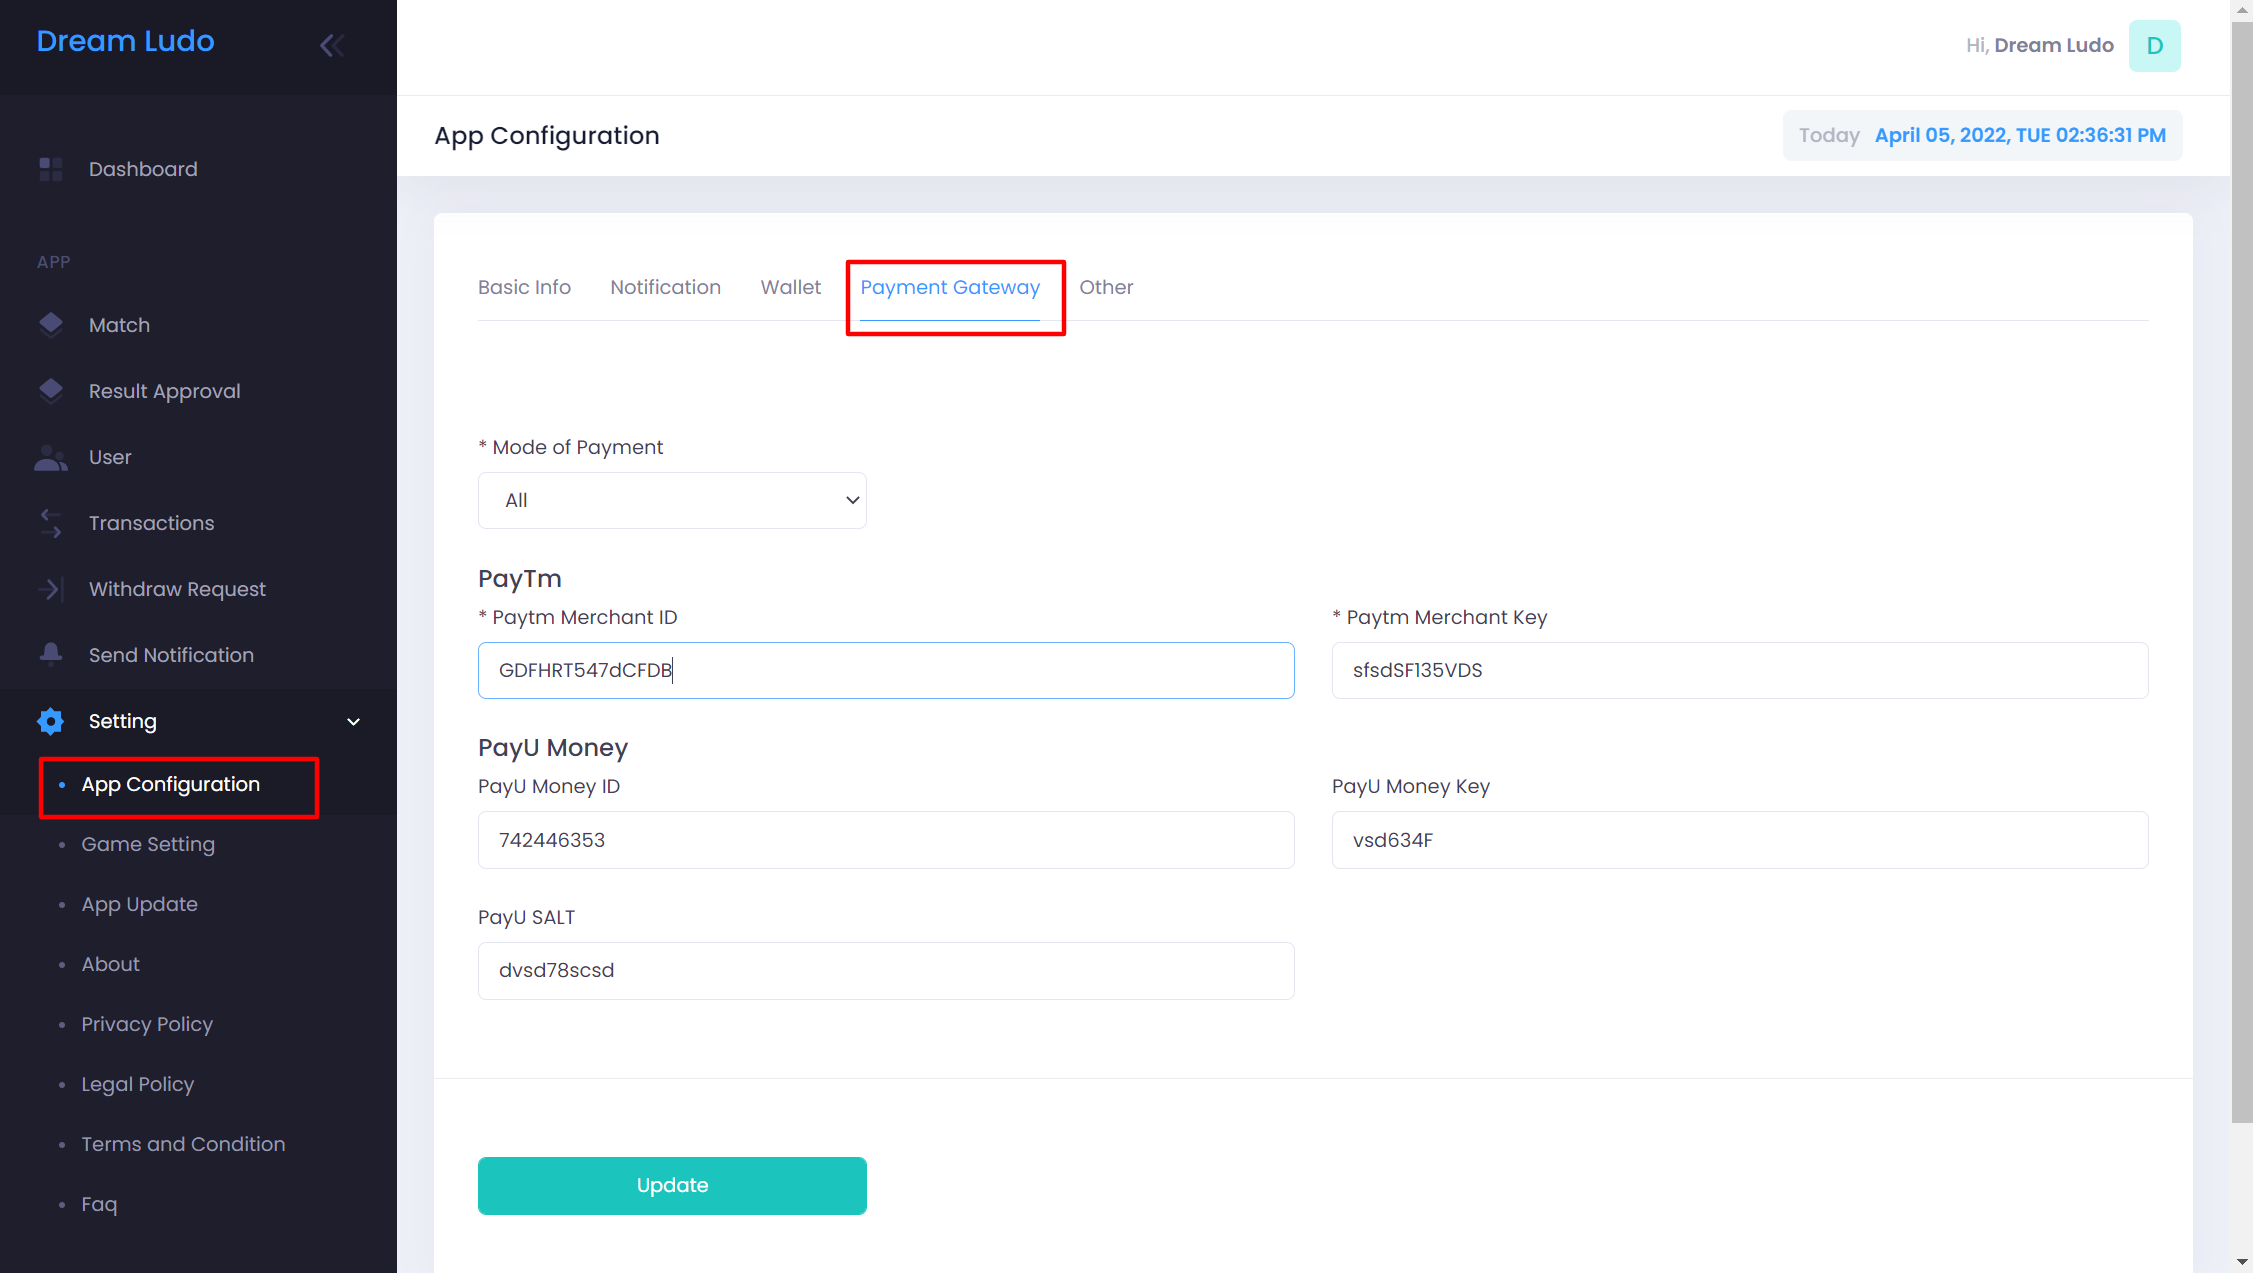 Dream Ludo
Hi, Dream Ludo
D
App Configuration
Today April 05, 2022, TUE 02:36:31 PM
Dashboard
APP
Match
Result Approval
User
Transactions
Withdraw Request
Send Notification
Setting
App Configuration
Game Setting
App Update
About
Privacy Policy
Legal Policy
Terms and Condition
Faq
Basic Info Notification Wallet Payment Gateway Other
* Mode of Payment
All
PayTm
* Paytm Merchant ID
GDFHRT547dCFDB
* Paytm Merchant Key
sfsdSF135VDS
PayU Money
PayU Money ID
742446353
PayU Money Key
vsd634F
PayU SALT
dvsd78scsd
Update